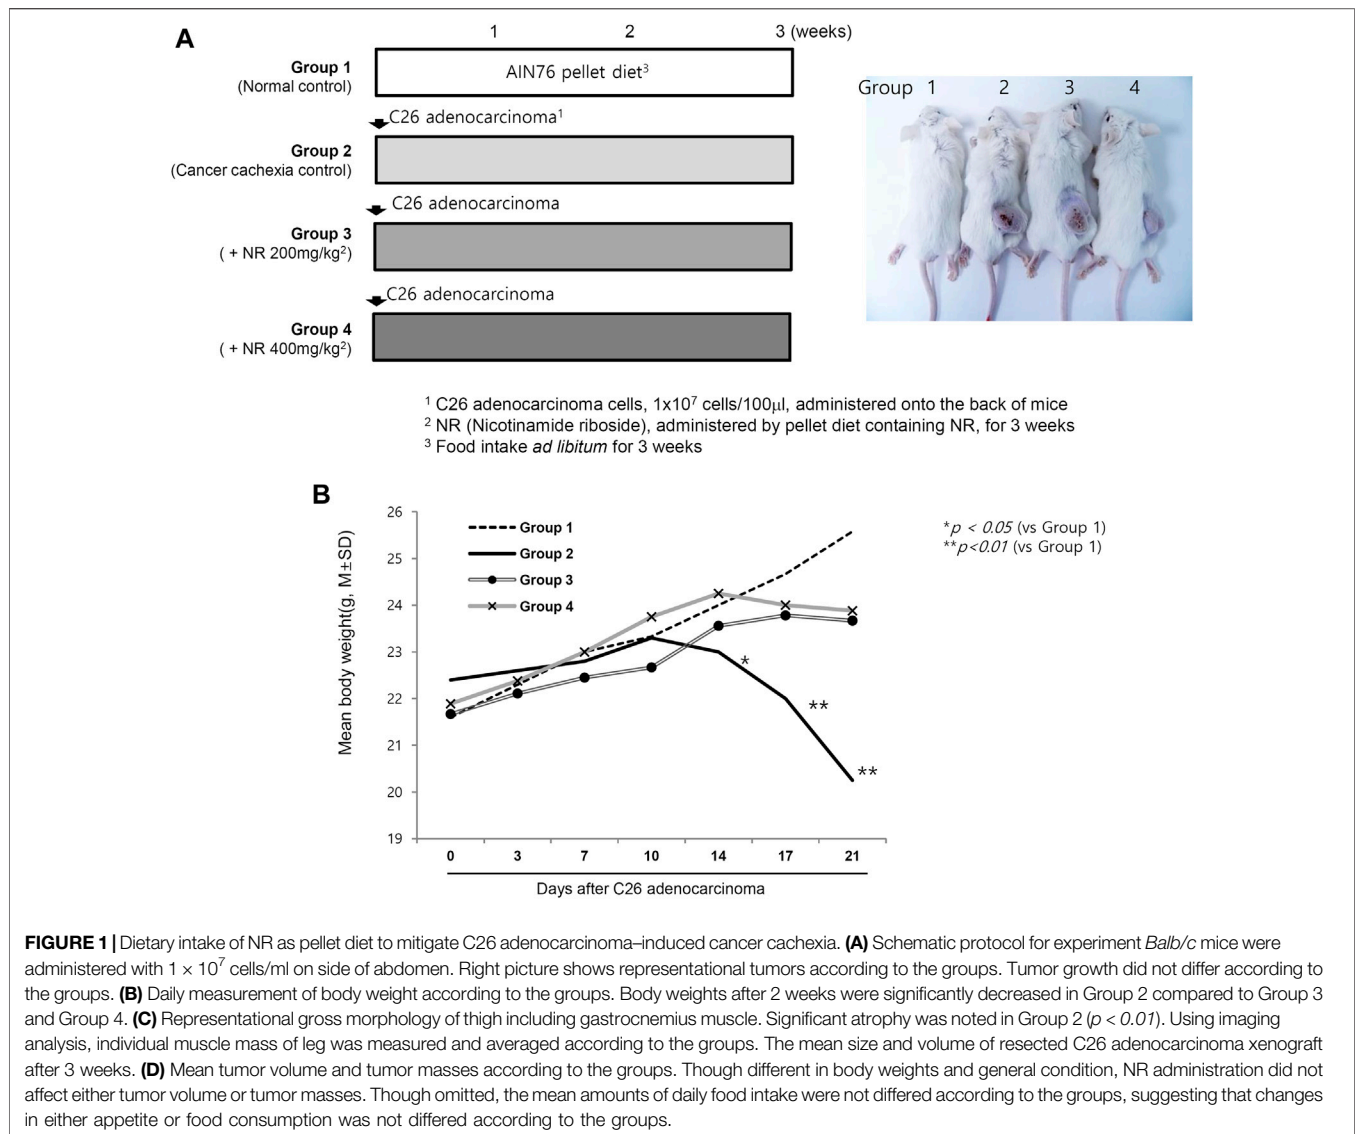 A
1 2 3 (weeks)
Group 1
(Normal control)
AIN76 pellet diet³
C26 adenocarcinoma¹
Group 2
(Cancer cachexia control)
C26 adenocarcinoma
Group 3
( + NR 200mg/kg²)
C26 adenocarcinoma
Group 4
( + NR 400mg/kg²)
Group 1 2 3 4
¹ C26 adenocarcinoma cells, 1x10⁷ cells/100μl, administered onto the back of mice
² NR (Nicotinamide riboside), administered by pellet diet containing NR, for 3 weeks
³ Food intake ad libitum for 3 weeks
B
Mean body weight(g, M±SD)
26
25
24
23
22
21
20
19
Group 1
Group 2
Group 3
Group 4
*
**
**
*p < 0.05 (vs Group 1)
**p<0.01 (vs Group 1)
0 3 7 10 14 17 21
Days after C26 adenocarcinoma
FIGURE 1 | Dietary intake of NR as pellet diet to mitigate C26 adenocarcinoma–induced cancer cachexia. (A) Schematic protocol for experiment Balb/c mice were
administered with 1 × 10⁷ cells/ml on side of abdomen. Right picture shows representational tumors according to the groups. Tumor growth did not differ according to
the groups. (B) Daily measurement of body weight according to the groups. Body weights after 2 weeks were significantly decreased in Group 2 compared to Group 3
and Group 4. (C) Representational gross morphology of thigh including gastrocnemius muscle. Significant atrophy was noted in Group 2 (p < 0.01). Using imaging
analysis, individual muscle mass of leg was measured and averaged according to the groups. The mean size and volume of resected C26 adenocarcinoma xenograft
after 3 weeks. (D) Mean tumor volume and tumor masses according to the groups. Though different in body weights and general condition, NR administration did not
affect either tumor volume or tumor masses. Though omitted, the mean amounts of daily food intake were not differed according to the groups, suggesting that changes
in either appetite or food consumption was not differed according to the groups.